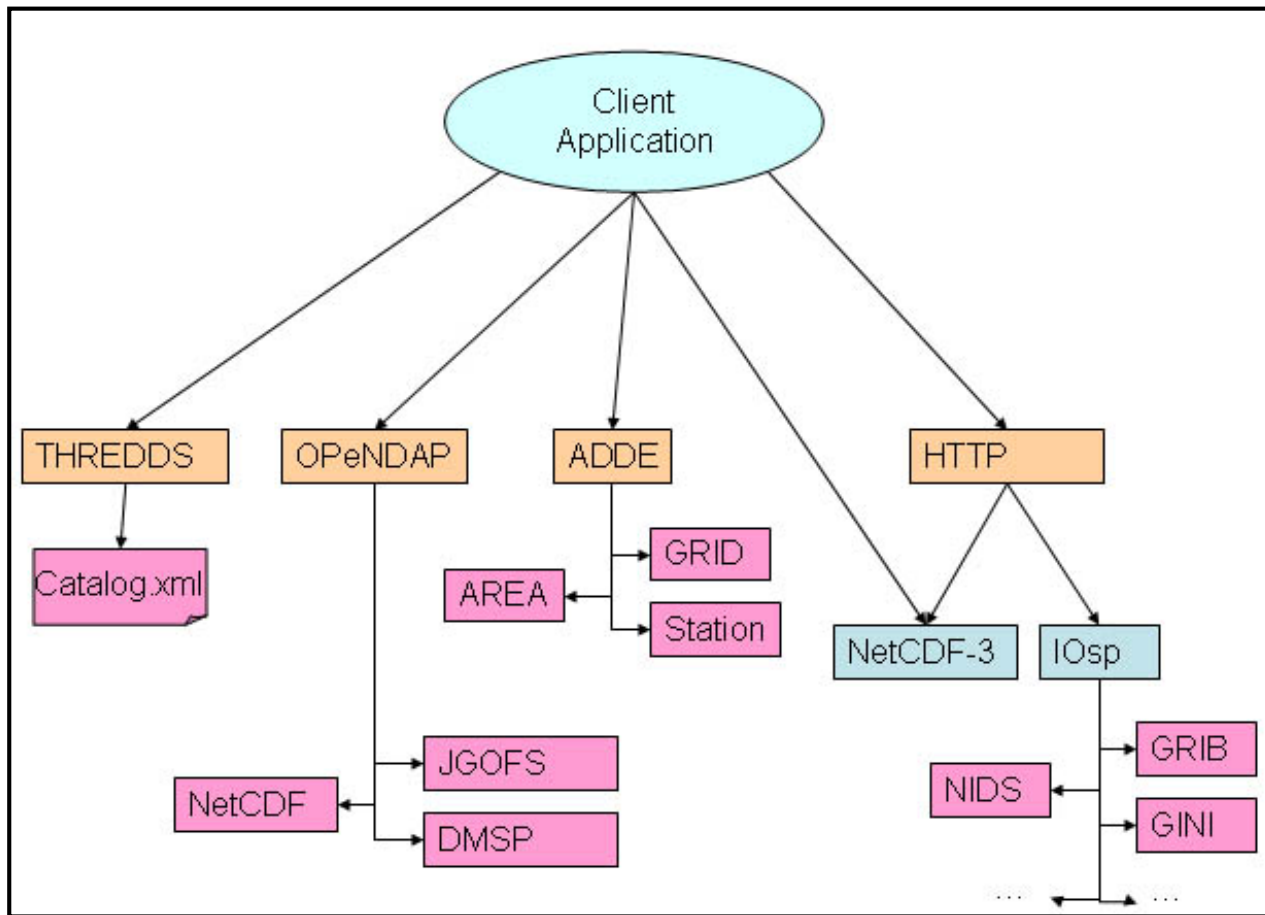 Client
Application
THREDDS
OPeNDAP
ADDE
HTTP
Catalog.xml
GRID
AREA
Station
NetCDF-3
IOsp
JGOFS
NetCDF
DMSP
GRIB
NIDS
GINI
...
...